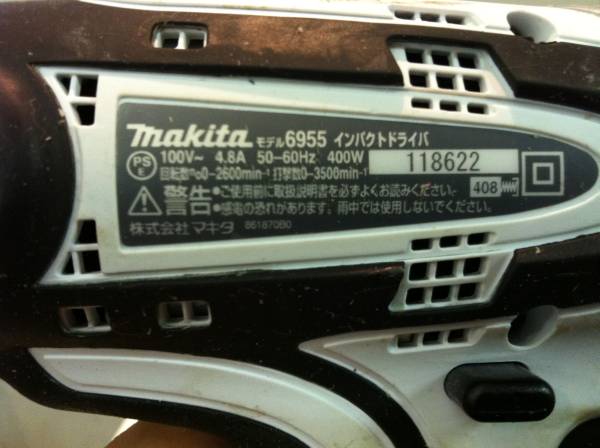 makita モデル6955 インパクトドライバ
PS E 100V～ 4.8A 50-60Hz 400W 118622
回転数n₀0-2600min⁻¹ 打撃数0-3500min⁻¹
警告 ●ご使用前に取扱説明書を必ずよくお読みください。 408
●感電の恐れがあります。雨中では使用しないでください。
株式会社 マキタ 861870B0